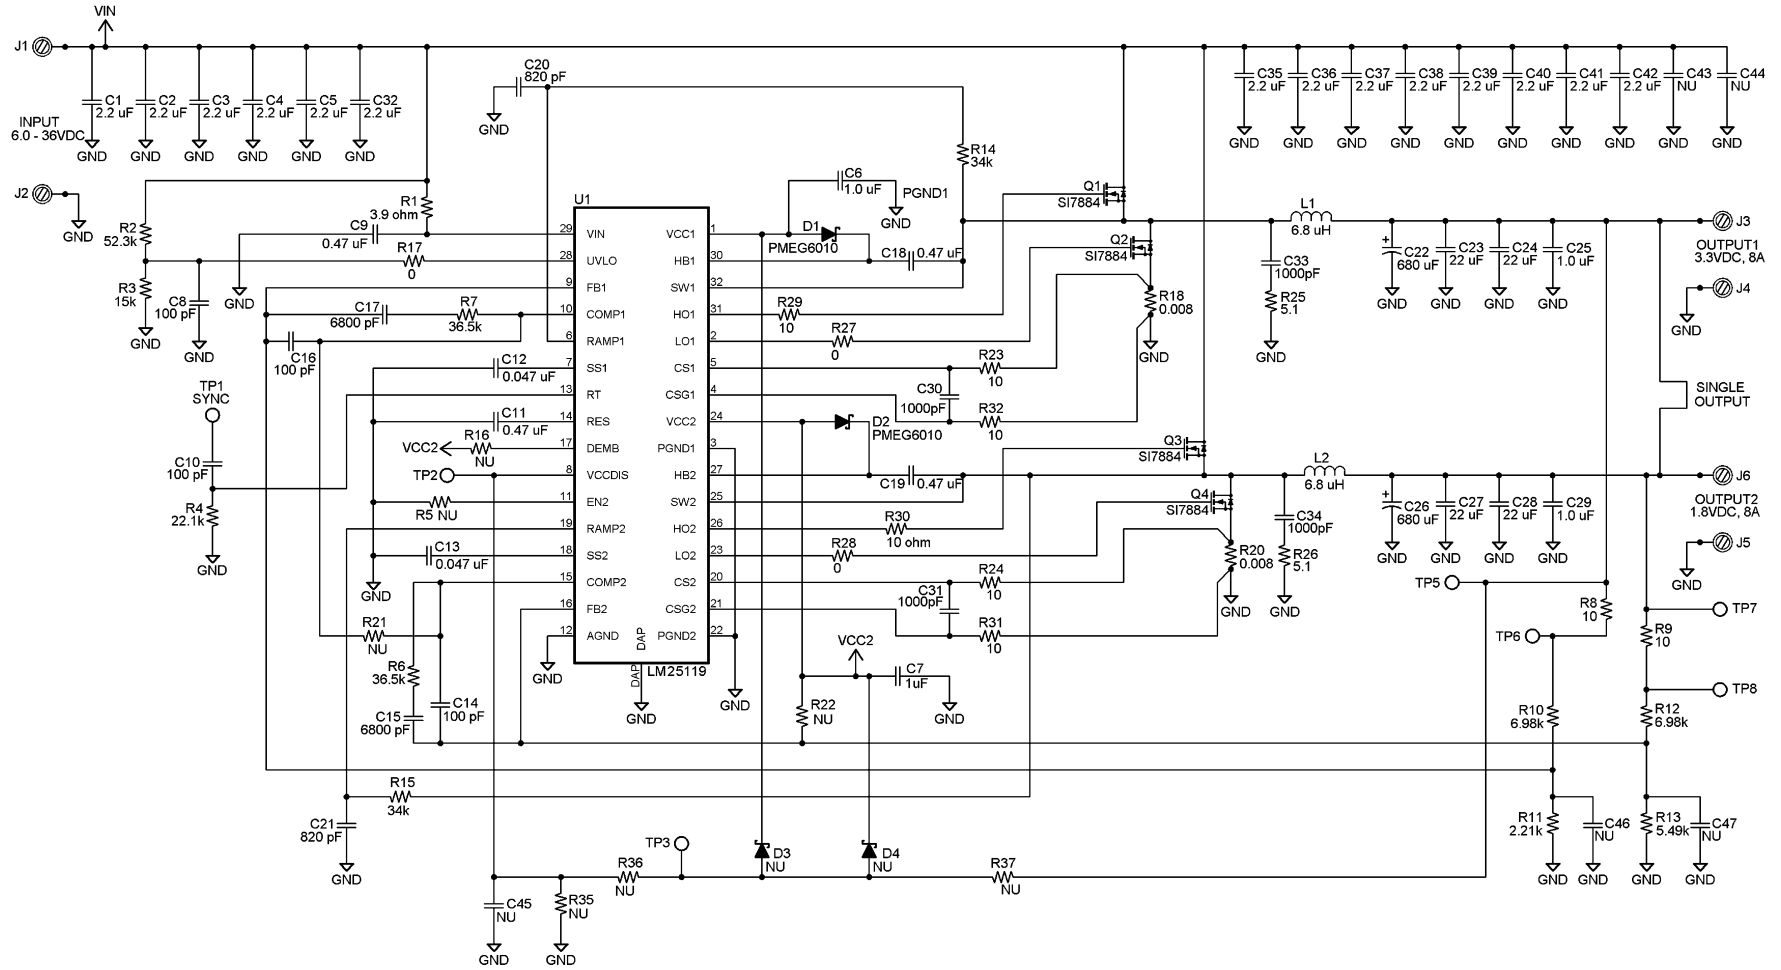 VIN
J1
INPUT
6.0 - 36VDC
C1
2.2 uF
C2
2.2 uF
C3
2.2 uF
C4
2.2 uF
C5
2.2 uF
C32
2.2 uF
GND
GND
GND
GND
GND
GND
C20
820 pF
GND
C35
2.2 uF
C36
2.2 uF
C37
2.2 uF
C38
2.2 uF
C39
2.2 uF
C40
2.2 uF
C41
2.2 uF
C42
2.2 uF
C43
NU
C44
NU
GND
GND
GND
GND
GND
GND
GND
GND
GND
GND
J2
GND
R1
3.9 ohm
R2
52.3k
C9
0.47 uF
R17
0
R3
15k
C8
100 pF
GND
GND
GND
C17
6800 pF
R7
36.5k
C16
100 pF
C12
0.047 uF
TP1
SYNC
C11
0.47 uF
VCC2
R16
NU
TP2
C10
100 pF
R4
22.1k
GND
R5 NU
C13
0.047 uF
GND
R21
NU
R6
36.5k
C15
6800 pF
C14
100 pF
R15
34k
C21
820 pF
GND
U1
29 VIN VCC1 1
28 UVLO HB1 30
9 FB1 SW1 32
10 COMP1 HO1 31
6 RAMP1 LO1 2
7 SS1 CS1 5
13 RT CSG1 4
14 RES VCC2 24
17 DEMB PGND1 3
8 VCCDIS HB2 27
11 EN2 SW2 25
19 RAMP2 HO2 26
18 SS2 LO2 23
15 COMP2 CS2 20
16 FB2 CSG2 21
12 AGND DAP PGND2 22
DAP
LM25119
GND
GND
GND
C6
1.0 uF
PGND1
GND
D1
PMEG6010
C18
0.47 uF
R14
34k
R29
10
R27
0
R23
10
C30
1000pF
R32
10
D2
PMEG6010
C19
0.47 uF
R30
10 ohm
R28
0
R24
10
C31
1000pF
R31
10
VCC2
C7
1uF
GND
R22
NU
Q1
SI7884
Q2
SI7884
R18
0.008
GND
C33
1000pF
R25
5.1
GND
L1
6.8 uH
+
C22
680 uF
C23
22 uF
C24
22 uF
C25
1.0 uF
GND
GND
GND
GND
J3
OUTPUT1
3.3VDC, 8A
J4
GND
SINGLE
OUTPUT
Q3
SI7884
Q4
SI7884
R20
0.008
GND
C34
1000pF
R26
5.1
GND
L2
6.8 uH
+
C26
680 uF
C27
22 uF
C28
22 uF
C29
1.0 uF
GND
GND
GND
GND
J6
OUTPUT2
1.8VDC, 8A
J5
GND
TP5
R8
10
TP6
TP7
R9
10
TP8
R10
6.98k
R12
6.98k
R11
2.21k
C46
NU
R13
5.49k
C47
NU
GND
GND
GND
GND
TP3
D3
NU
D4
NU
R36
NU
R37
NU
C45
NU
R35
NU
GND
GND